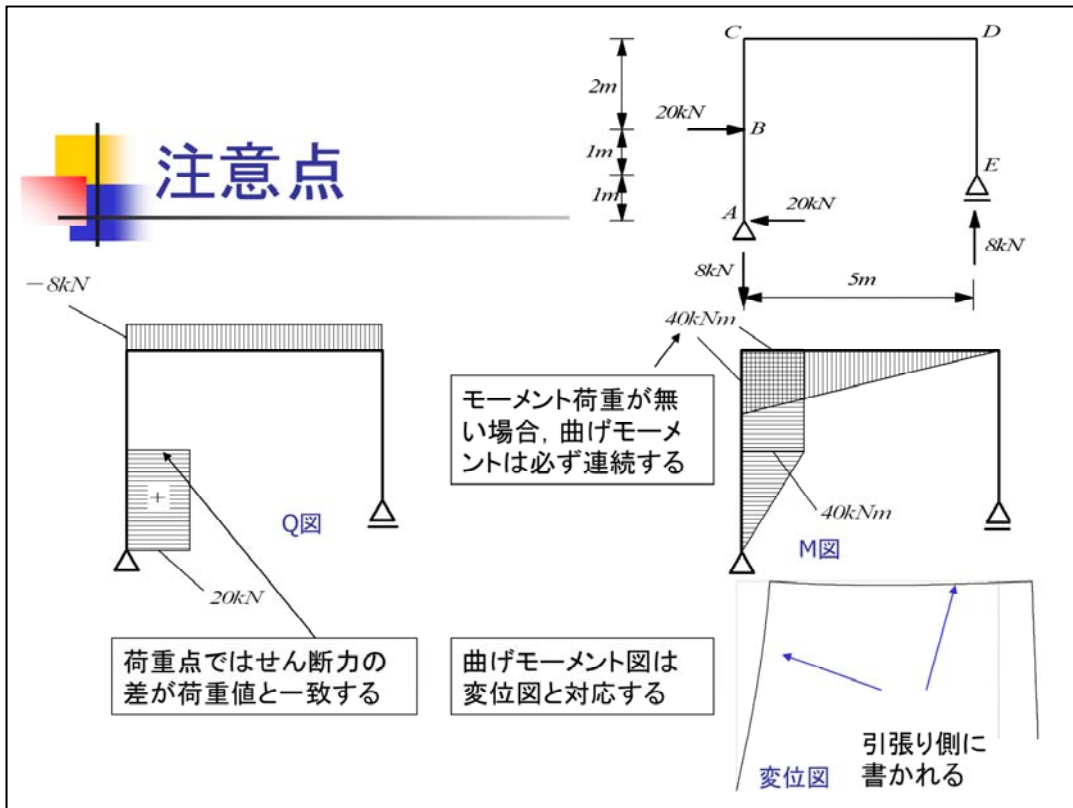 注意点
C
D
2m
20kN
B
1m
1m
E
A
20kN
8kN
8kN
5m
−8kN
+
Q図
20kN
荷重点ではせん断力の
差が荷重値と一致する
40kNm
モーメント荷重が無
い場合，曲げモーメ
ントは必ず連続する
40kNm
M図
曲げモーメント図は
変位図と対応する
引張り側に
書かれる
変位図